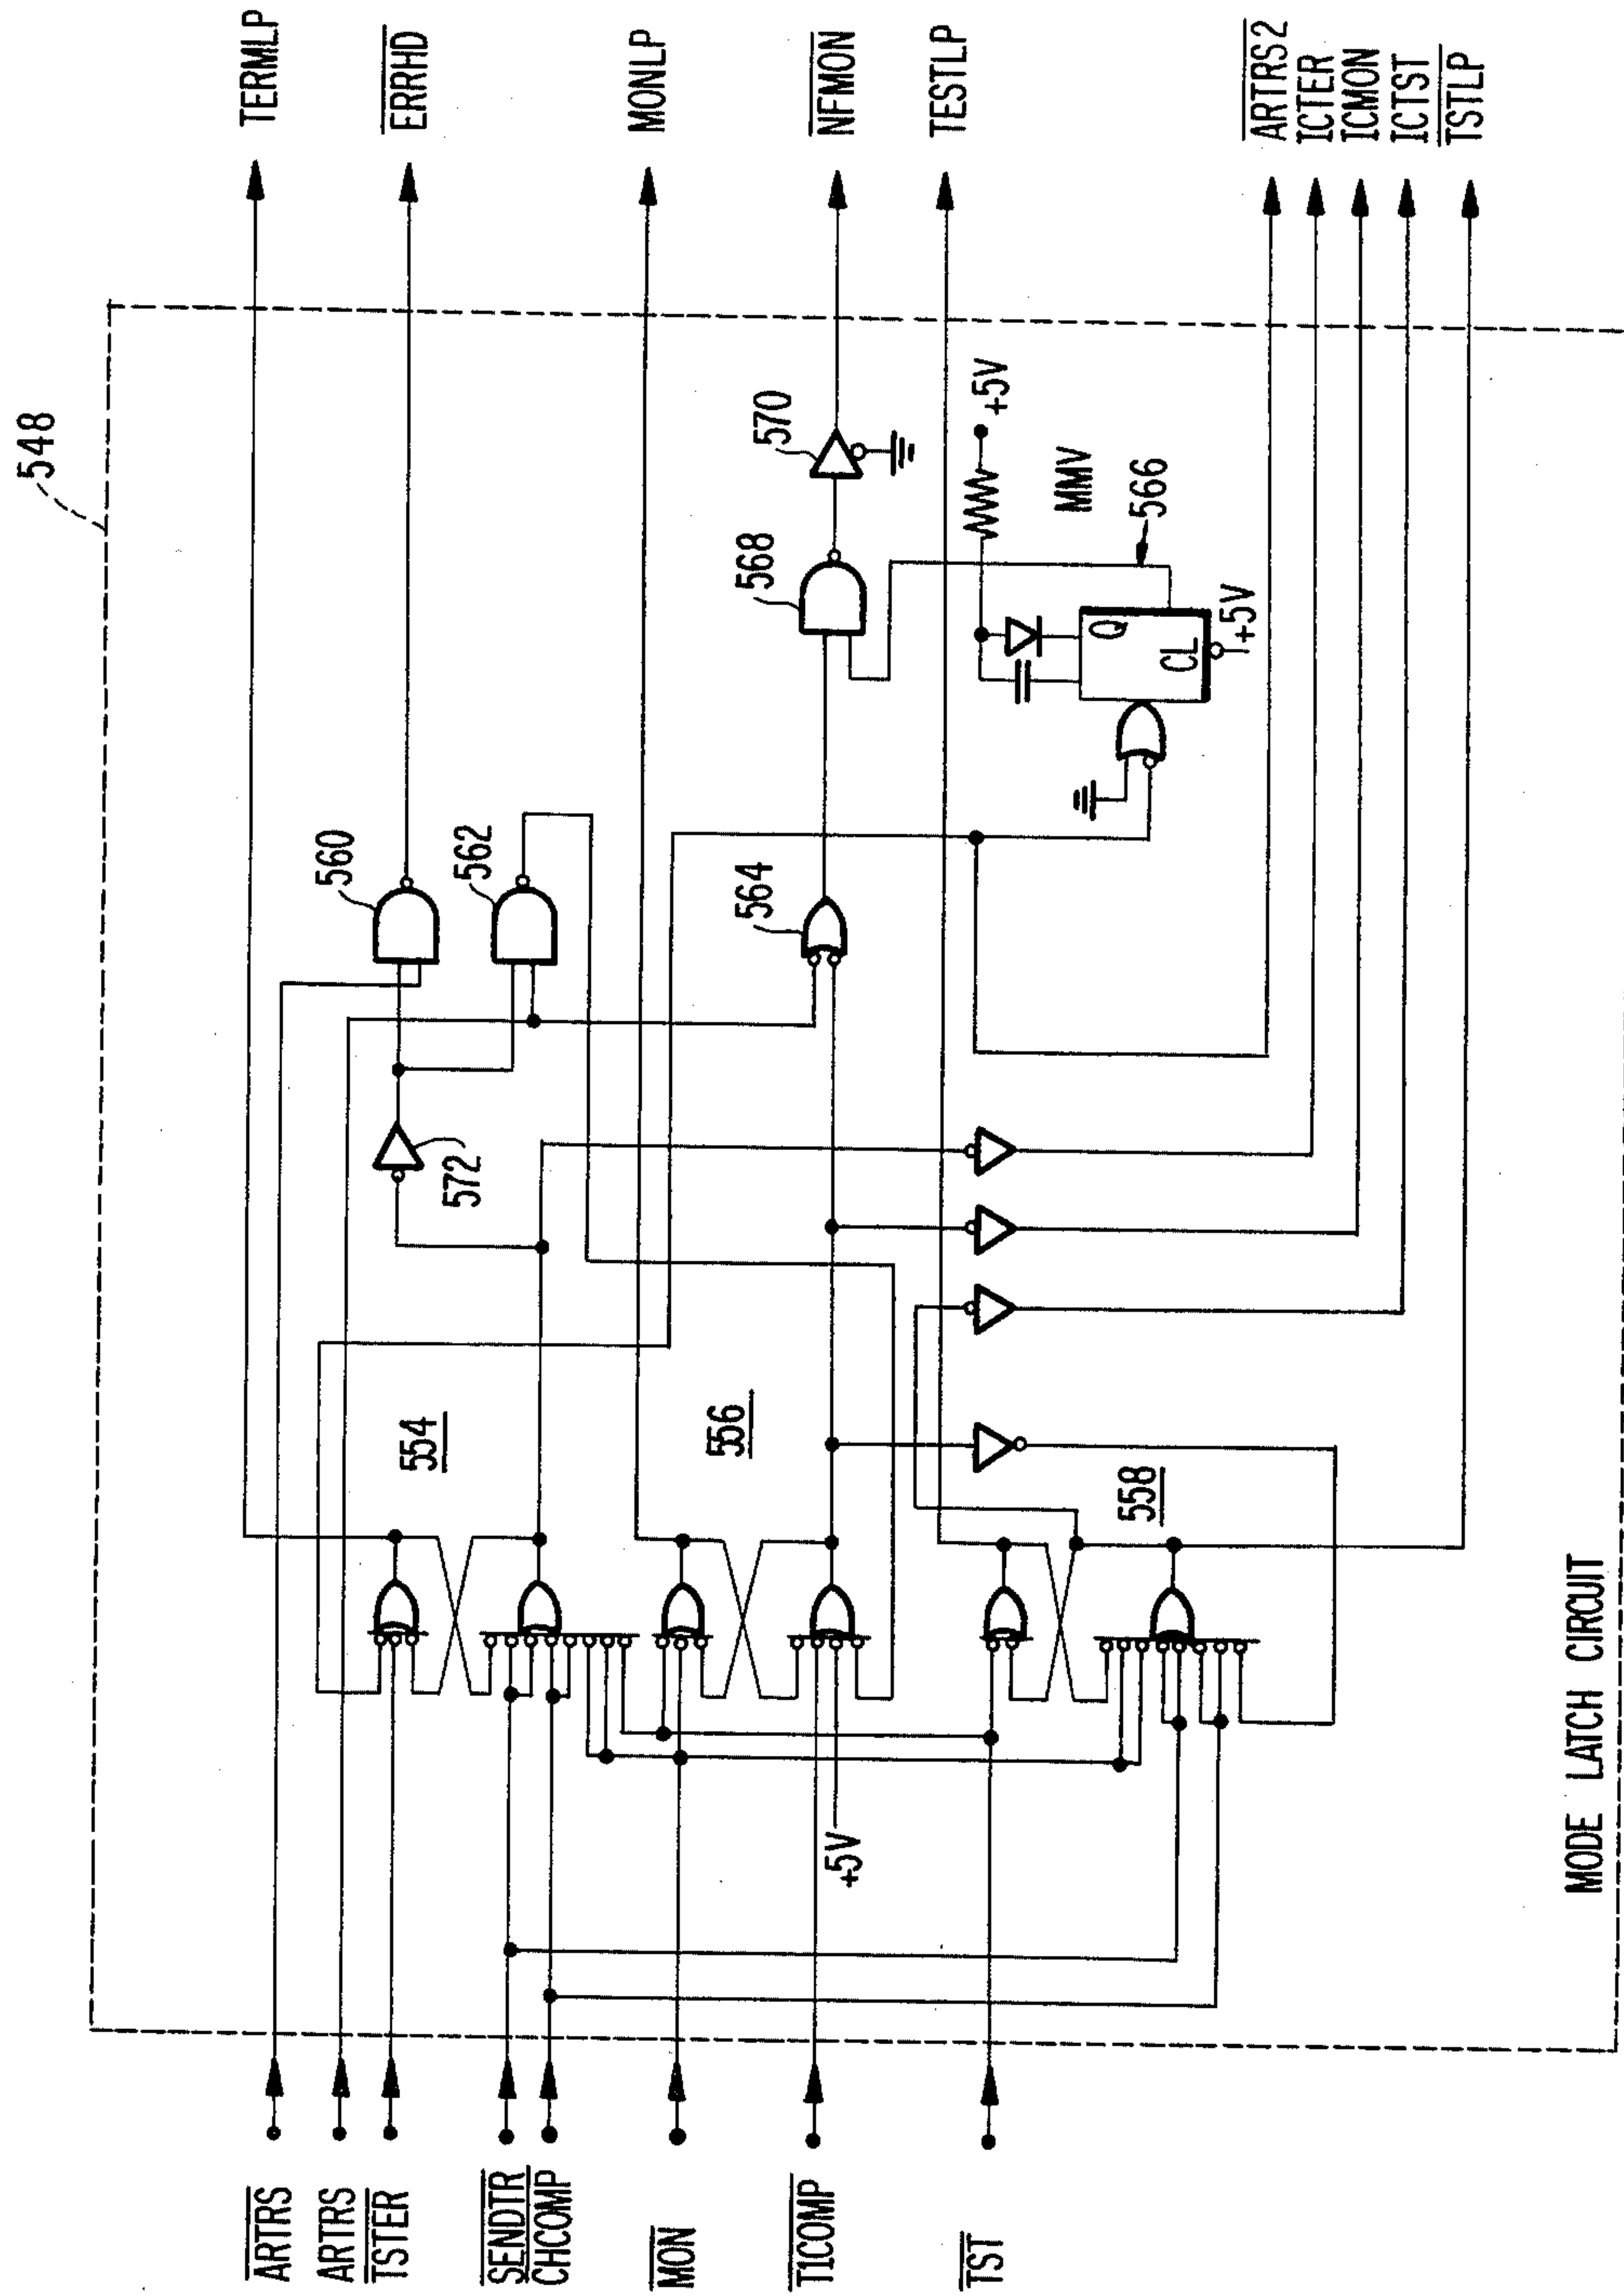 548
TERMLP
ERRHD
MONLP
NFMON
TESTLP
ARTRS2
ICTER
ICMON
ICTST
TSTLP
560
562
572
564
568
570
+5V
MMV
566
Q
CL
+5V
554
556
558
+5V
ARTRS
ARTRS
TSTER
SENDTR
CHCOMP
MON
T1COMP
TST
MODE LATCH CIRCUIT